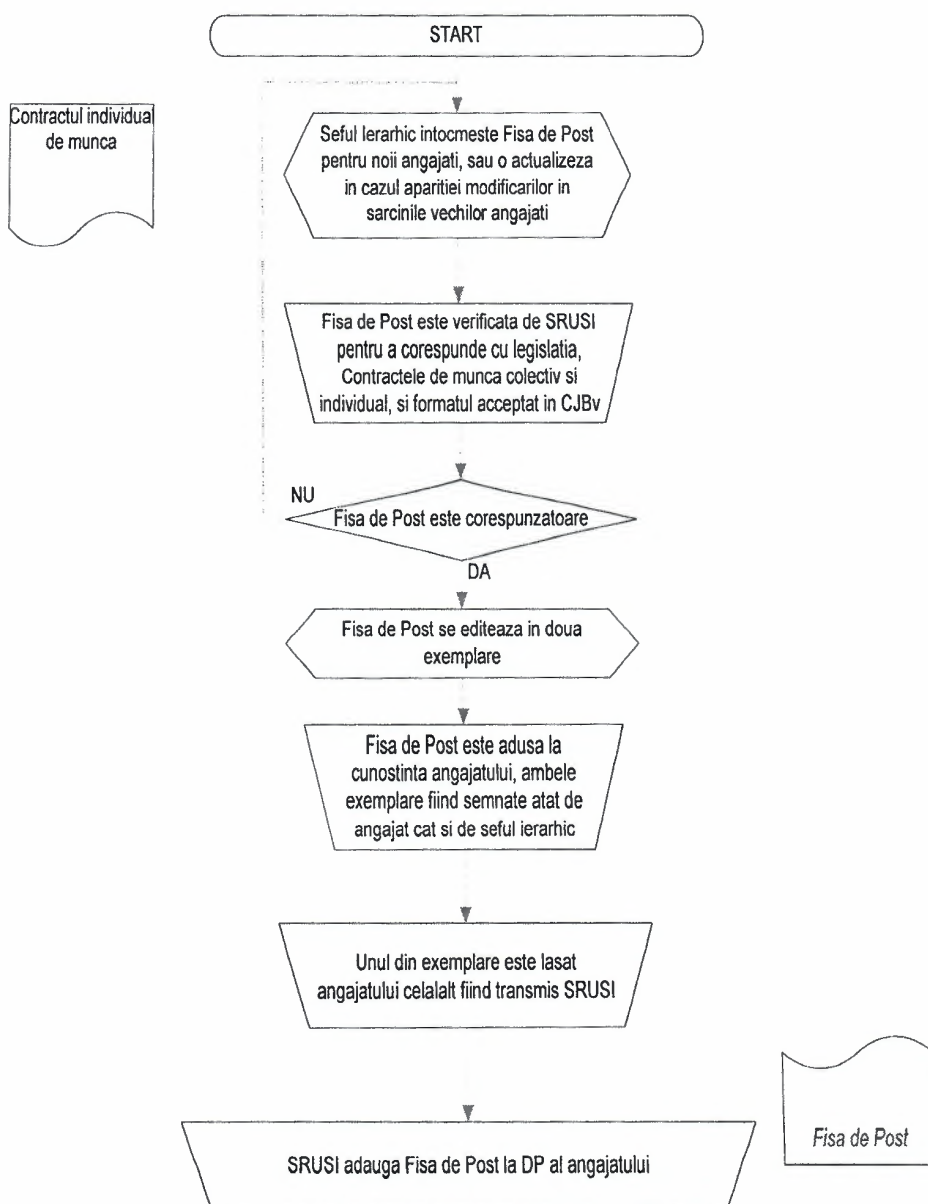 START
Contractul individual
de munca
Seful Ierarhic intocmeste Fisa de Post
pentru noii angajati, sau o actualizeza
in cazul aparitiei modificarilor in
sarcinile vechilor angajati
Fisa de Post este verificata de SRUSI
pentru a corespunde cu legislatia,
Contractele de munca colectiv si
individual, si formatul acceptat in CJBv
NU
Fisa de Post este corespunzatoare
DA
Fisa de Post se editeaza in doua
exemplare
Fisa de Post este adusa la
cunostinta angajatului, ambele
exemplare fiind semnate atat de
angajat cat si de seful ierarhic
Unul din exemplare este lasat
angajatului celalalt fiind transmis SRUSI
Fisa de Post
SRUSI adauga Fisa de Post la DP al angajatului